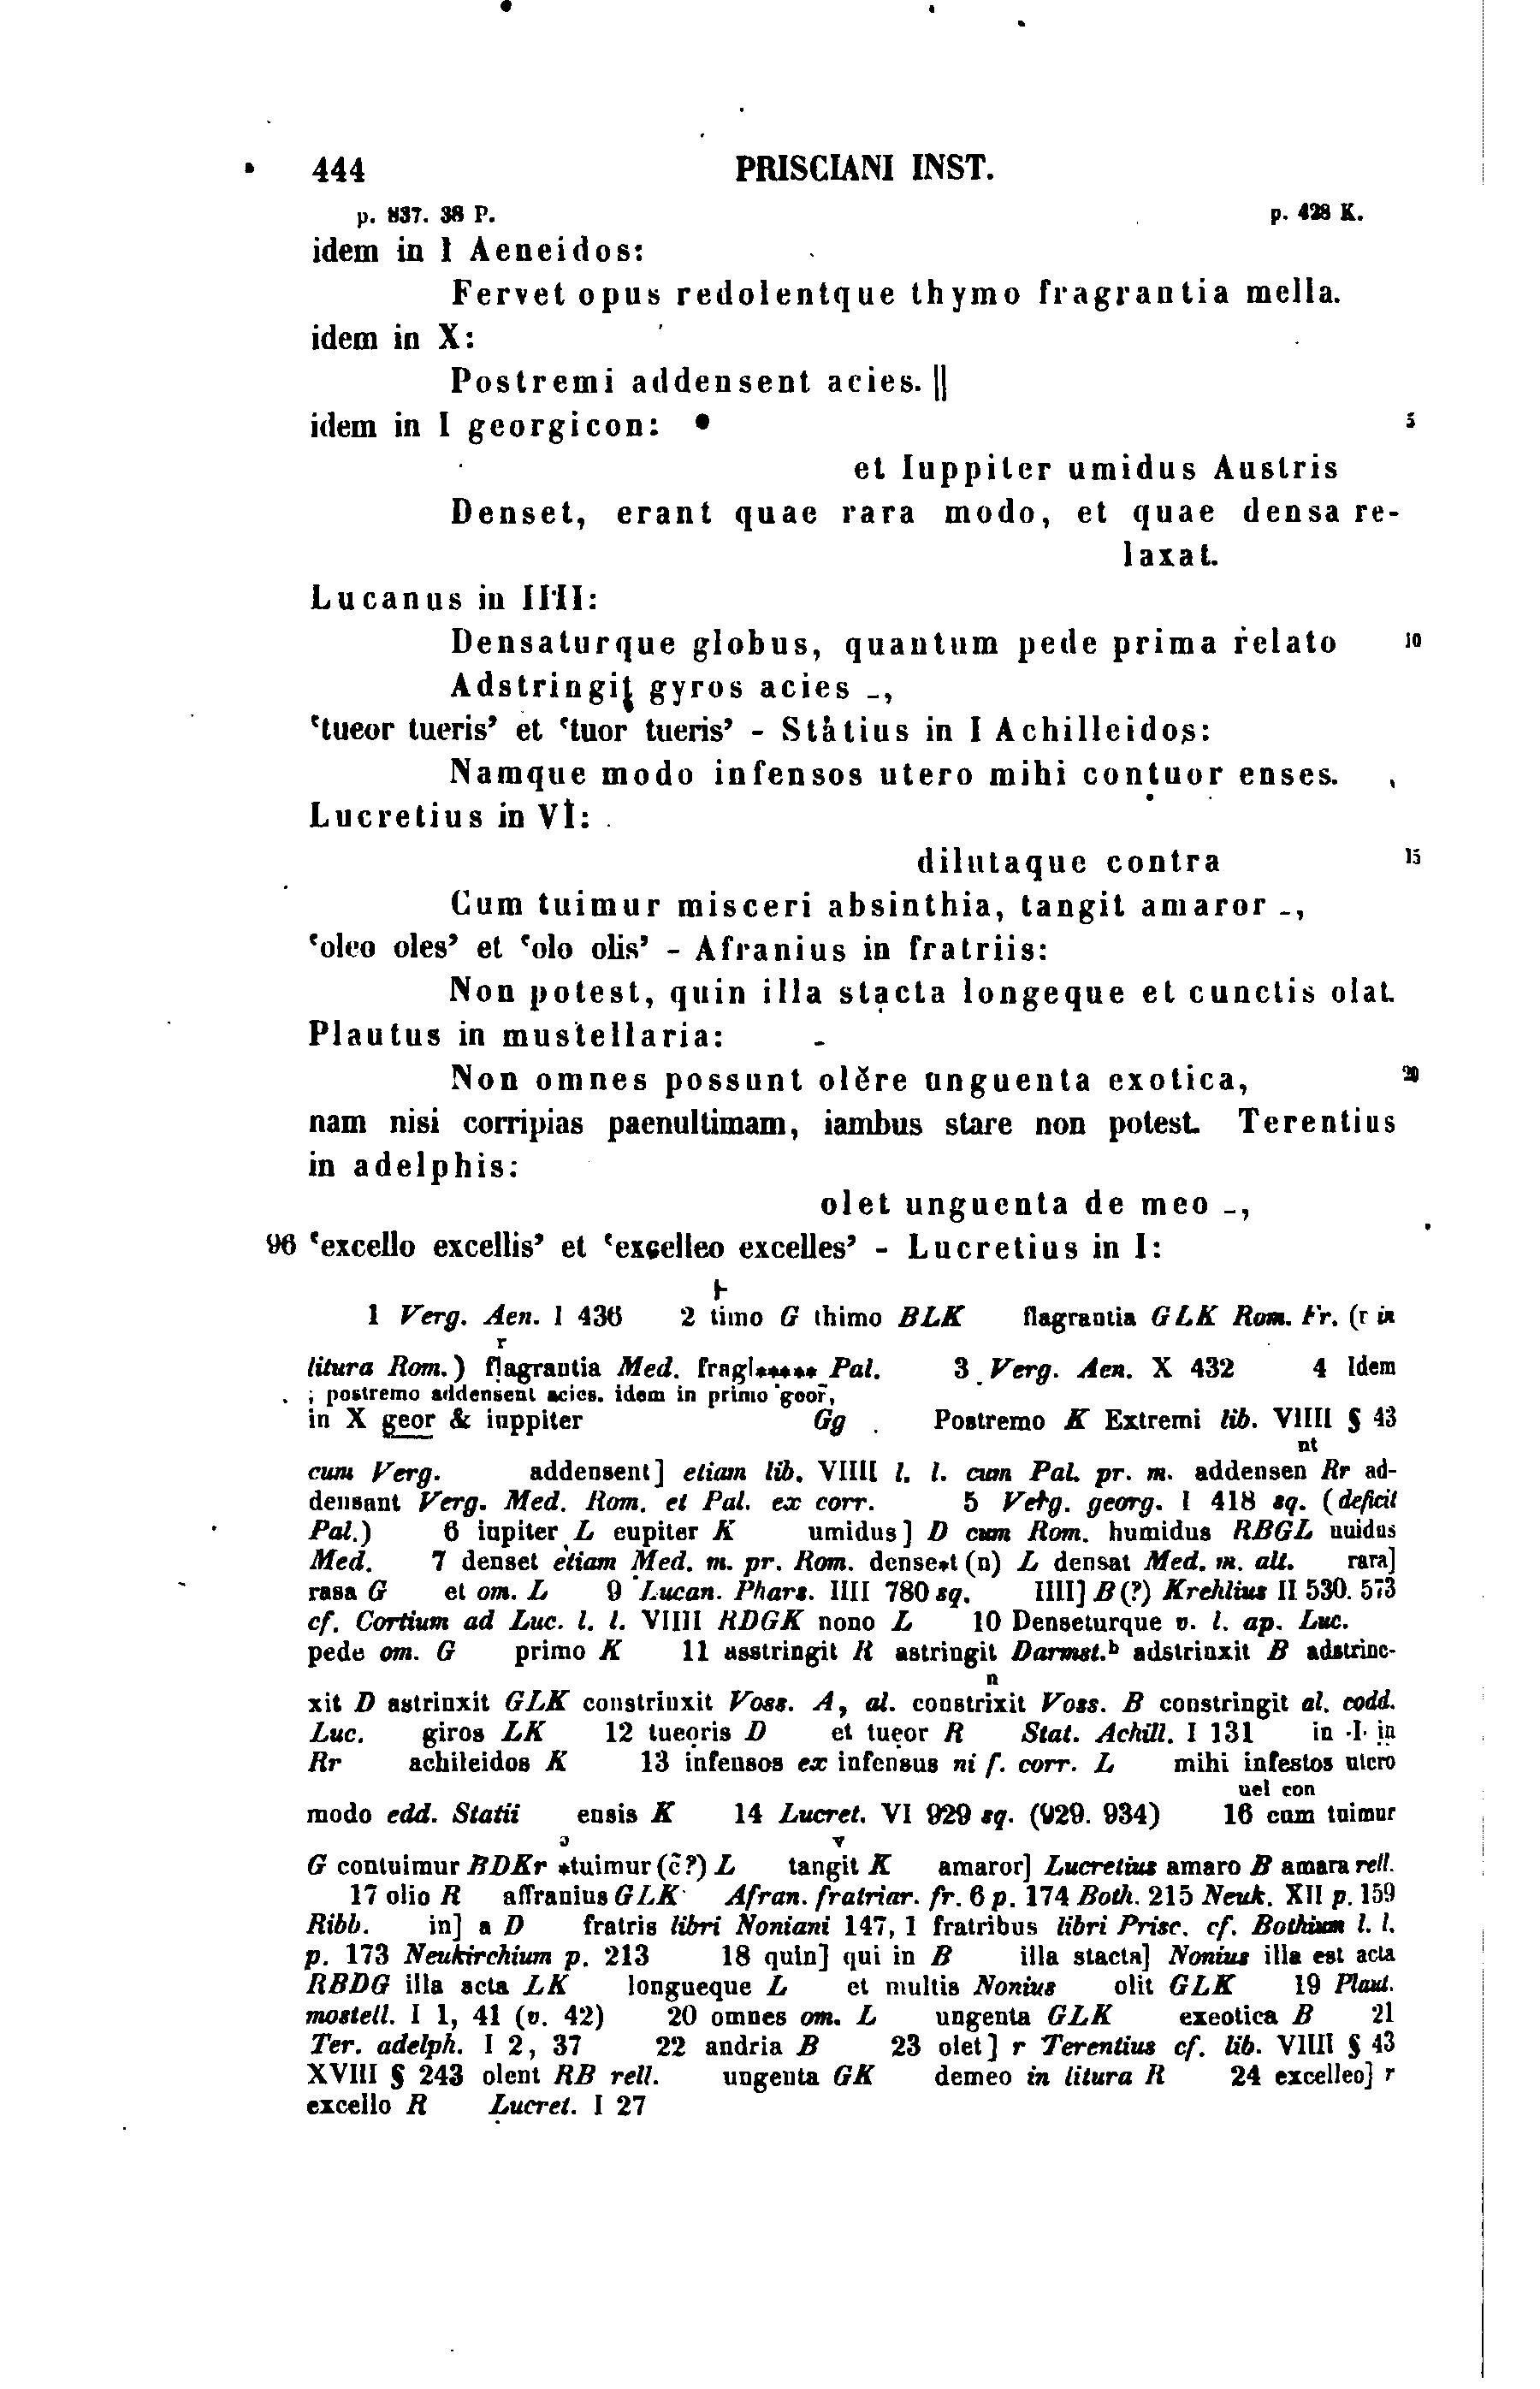 444 PRISCIANI INST.
p. 837. 38 P. p. 428 K.
idem in I Aeneidos:
Fervet opus redolentque thymo fragrantia mella.
idem in X:
Postremi addensent acies. ||
idem in I georgicon: 5
et Iuppiter umidus Austris
Denset, erant quae rara modo, et quae densa re-
laxat.
Lucanus in IIII:
Densaturque globus, quantum pede prima relato 10
Adstringit gyros acies –,
‘tueor tueris’ et ‘tuor tueris’ – Statius in I Achilleidos:
Namque modo infensos utero mihi contuor enses.
Lucretius in VI:
dilutaque contra 15
Cum tuimur misceri absinthia, tangit amaror –,
‘oleo oles’ et ‘olo olis’ – Afranius in fratriis:
Non potest, quin illa stacta longeque et cunctis olat.
Plautus in mustellaria:
Non omnes possunt olĕre unguenta exotica, 20
nam nisi corripias paenultimam, iambus stare non potest. Terentius
in adelphis:
olet unguenta de meo –,
96 ‘excello excellis’ et ‘excelleo excelles’ – Lucretius in I:
1 Verg. Aen. I 436 2 timo G thimo BLK flagrantia GLK Rom. Fr. (r in
r
litura Rom.) flagrantia Med. fragl***** Pal. 3 Verg. Aen. X 432 4 Idem
; postremo addensent acies. idem in primo geor,
in X geor & iuppiter Gg Postremo K Extremi lib. VIIII § 43
nt
cum Verg. addensent] etiam lib. VIIII l. l. cum Pal. pr. m. addensen Rr ad-
densant Verg. Med. Rom. et Pal. ex corr. 5 Verg. georg. I 418 sq. (deficit
Pal.) 6 iupiter L eupiter K umidus] D cum Rom. humidus RBGL uuidus
Med. 7 denset etiam Med. m. pr. Rom. dense*t (n) L densat Med. m. alt. rara]
rasa G et om. L 9 Lucan. Phars. IIII 780 sq. IIII] B (?) Krehlius II 530. 573
cf. Cortium ad Luc. l. l. VIIII RDGK nono L 10 Denseturque v. l. ap. Luc.
pede om. G primo K 11 asstringit R astringit Darmst.b adstrinxit B adstrinc-
n
xit D astrinxit GLK constrinxit Voss. A, al. constrixit Voss. B constringit al. codd.
Luc. giros LK 12 tueoris D et tueor R Stat. Achill. I 131 in ·I· in
Rr achileidos K 13 infensos ex infensus ni f. corr. L mihi infestos utero
uel con
modo edd. Statii ensis K 14 Lucret. VI 929 sq. (929. 934) 16 cum tuimur
G contuimur BDKr *tuimur (c̄?) L tangit K amaror] Lucretius amaro B amara rell.
17 olio R affranius GLK Afran. fratriar. fr. 6 p. 174 Both. 215 Neuk. XII p. 159
Ribb. in] a D fratris libri Noniani 147, 1 fratribus libri Prisc. cf. Bothium l. l.
p. 173 Neukirchium p. 213 18 quin] qui in B illa stacta] Nonius illa est acta
RBDG illa acta LK longueque L et multis Nonius olit GLK 19 Plaut.
mostell. I 1, 41 (v. 42) 20 omnes om. L ungenta GLK exeotica B 21
Ter. adelph. I 2, 37 22 andria B 23 olet] r Terentius cf. lib. VIIII § 43
XVIII § 243 olent RB rell. ungenta GK demeo in litura R 24 excelleo] r
excello R Lucret. I 27